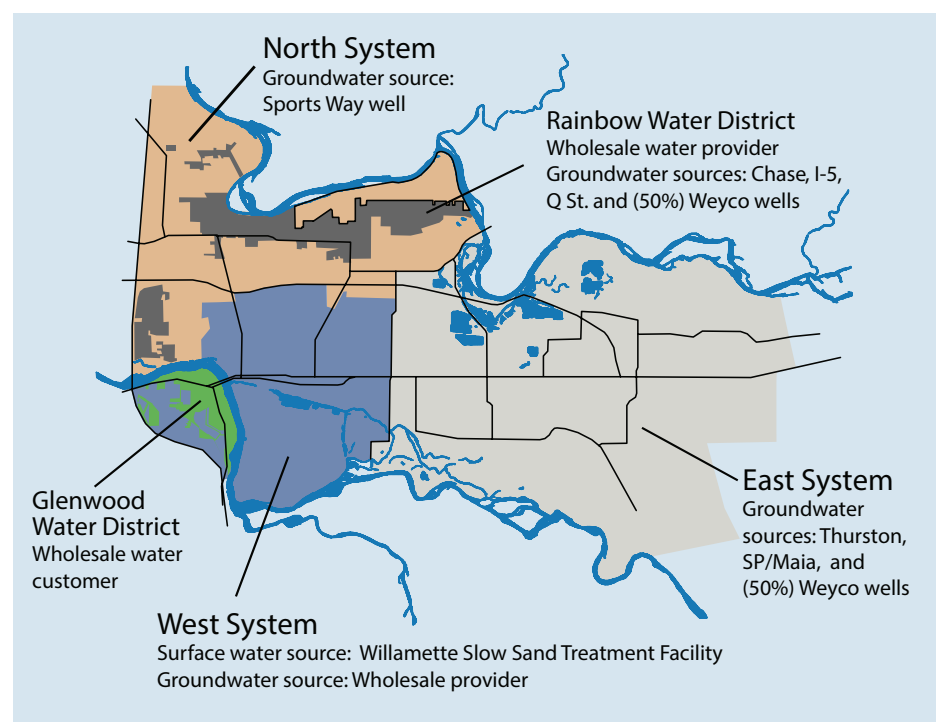 North System
Groundwater source:
Sports Way well
Rainbow Water District
Wholesale water provider
Groundwater sources: Chase, I-5,
Q St. and (50%) Weyco wells
Glenwood
Water District
Wholesale water
customer
East System
Groundwater
sources: Thurston,
SP/Maia, and
(50%) Weyco wells
West System
Surface water source: Willamette Slow Sand Treatment Facility
Groundwater source: Wholesale provider